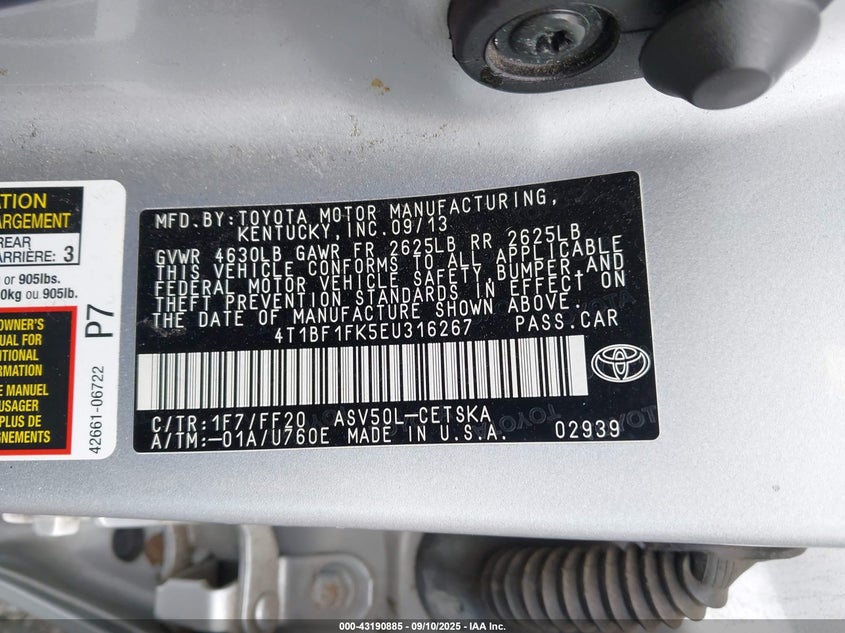 ATION
ARGEMENT
REAR
ARRIÈRE: 3
or 905lbs.
0kg ou 905lb.
OWNER'S
UAL FOR
ITIONAL
RMATION
E MANUEL
USAGER
PLUS DE
GNEMENTS
P7
42661-06722
MFD.BY:TOYOTA MOTOR MANUFACTURING,
KENTUCKY,INC.09/13
GVWR 4630LB GAWR FR 2625LB RR 2625LB
THIS VEHICLE CONFORMS TO ALL APPLICABLE
FEDERAL MOTOR VEHICLE SAFETY,BUMPER,AND
THEFT PREVENTION STANDARDS IN EFFECT ON
THE DATE OF MANUFACTURE SHOWN ABOVE.
4T1BF1FK5EU316267 PASS.CAR
C/TR:1F7/FF20 ASV50L-CETSKA
A/TM:-01A/U760E MADE IN U.S.A. 02939
000-43190885 - 09/10/2025 - IAA Inc.